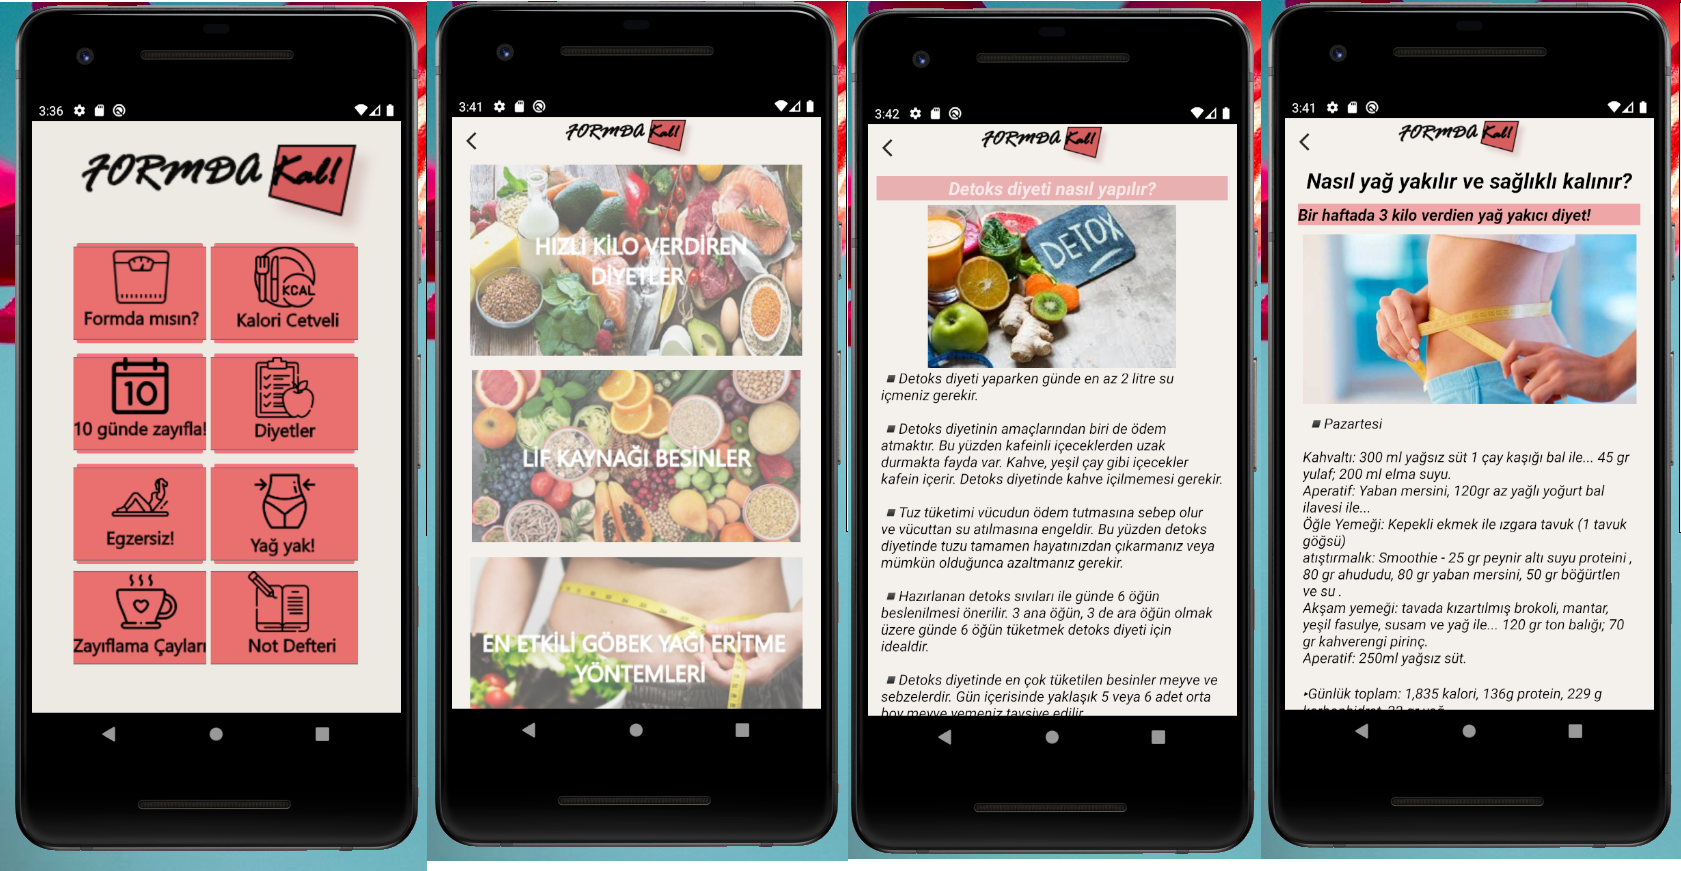 3:36
FORMDA Kal!
Formda mısın?
KCAL
Kalori Cetveli
10
10 günde zayıfla!
Diyetler
Egzersiz!
Yağ yak!
Zayıflama Çayları
Not Defteri
3:41
FORMDA Kal!
HIZLI KİLO VERDİREN
DİYETLER
LİF KAYNAĞI BESİNLER
EN ETKİLİ GÖBEK YAĞI ERİTME
YÖNTEMLERİ
3:42
FORMDA Kal!
Detoks diyeti nasıl yapılır?
DETOX
▪ Detoks diyeti yaparken günde en az 2 litre su
içmeniz gerekir.
▪ Detoks diyetinin amaçlarından biri de ödem
atmaktır. Bu yüzden kafeinli içeceklerden uzak
durmakta fayda var. Kahve, yeşil çay gibi içecekler
kafein içerir. Detoks diyetinde kahve içilmemesi gerekir.
▪ Tuz tüketimi vücudun ödem tutmasına sebep olur
ve vücuttan su atılmasına engeldir. Bu yüzden detoks
diyetinde tuzu tamamen hayatınızdan çıkarmanız veya
mümkün olduğunca azaltmanız gerekir.
▪ Hazırlanan detoks sıvıları ile günde 6 öğün
beslenilmesi önerilir. 3 ana öğün, 3 de ara öğün olmak
üzere günde 6 öğün tüketmek detoks diyeti için
idealdir.
▪ Detoks diyetinde en çok tüketilen besinler meyve ve
sebzelerdir. Gün içerisinde yaklaşık 5 veya 6 adet orta
boy meyve yemeniz tavsiye edilir.
3:41
FORMDA Kal!
Nasıl yağ yakılır ve sağlıklı kalınır?
Bir haftada 3 kilo verdien yağ yakıcı diyet!
▪ Pazartesi
Kahvaltı: 300 ml yağsız süt 1 çay kaşığı bal ile... 45 gr
yulaf; 200 ml elma suyu.
Aperatif: Yaban mersini, 120gr az yağlı yoğurt bal
ilavesi ile...
Öğle Yemeği: Kepekli ekmek ile ızgara tavuk (1 tavuk
göğsü)
atıştırmalık: Smoothie - 25 gr peynir altı suyu proteini ,
80 gr ahududu, 80 gr yaban mersini, 50 gr böğürtlen
ve su .
Akşam yemeği: tavada kızartılmış brokoli, mantar,
yeşil fasulye, susam ve yağ ile... 120 gr ton balığı; 70
gr kahverengi pirinç.
Aperatif: 250ml yağsız süt.
‣Günlük toplam: 1,835 kalori, 136g protein, 229 g
karbonhidrat, 32 gr yağ